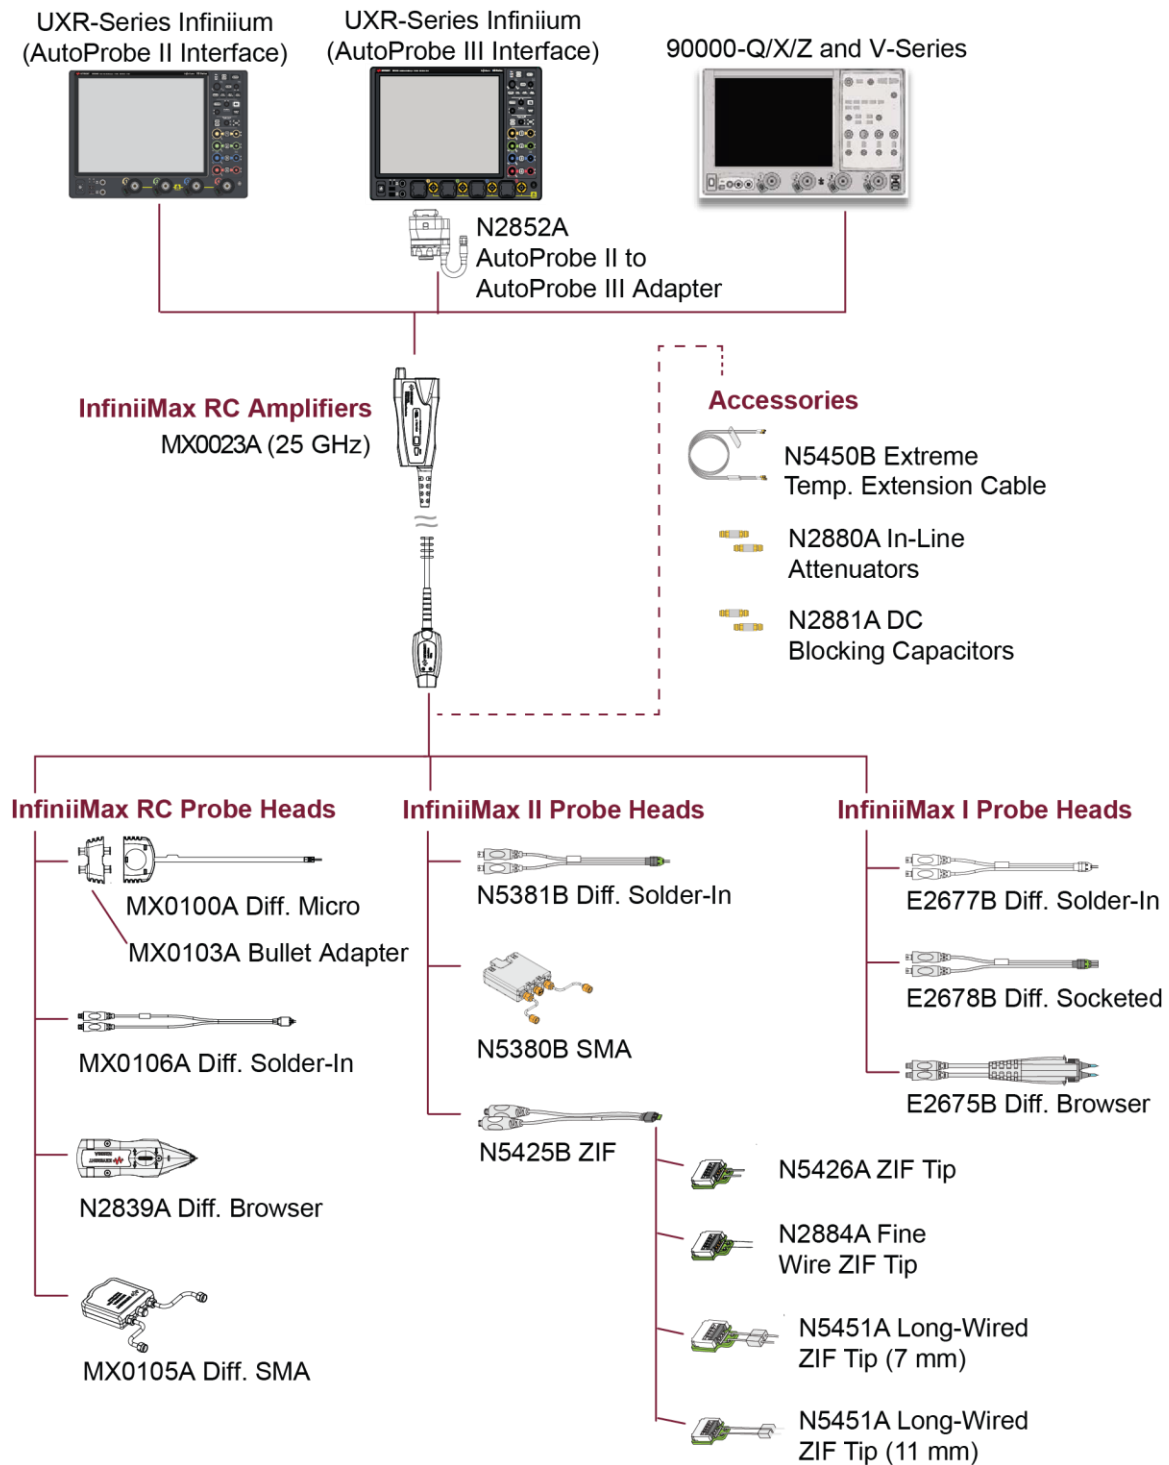 UXR-Series Infiniium
(AutoProbe II Interface)
UXR-Series Infiniium
(AutoProbe III Interface)
90000-Q/X/Z and V-Series
N2852A
AutoProbe II to
AutoProbe III Adapter
InfiniiMax RC Amplifiers
MX0023A (25 GHz)
Accessories
N5450B Extreme
Temp. Extension Cable
N2880A In-Line
Attenuators
N2881A DC
Blocking Capacitors
InfiniiMax RC Probe Heads
MX0100A Diff. Micro
MX0103A Bullet Adapter
MX0106A Diff. Solder-In
N2839A Diff. Browser
MX0105A Diff. SMA
InfiniiMax II Probe Heads
N5381B Diff. Solder-In
N5380B SMA
N5425B ZIF
N5426A ZIF Tip
N2884A Fine
Wire ZIF Tip
N5451A Long-Wired
ZIF Tip (7 mm)
N5451A Long-Wired
ZIF Tip (11 mm)
InfiniiMax I Probe Heads
E2677B Diff. Solder-In
E2678B Diff. Socketed
E2675B Diff. Browser